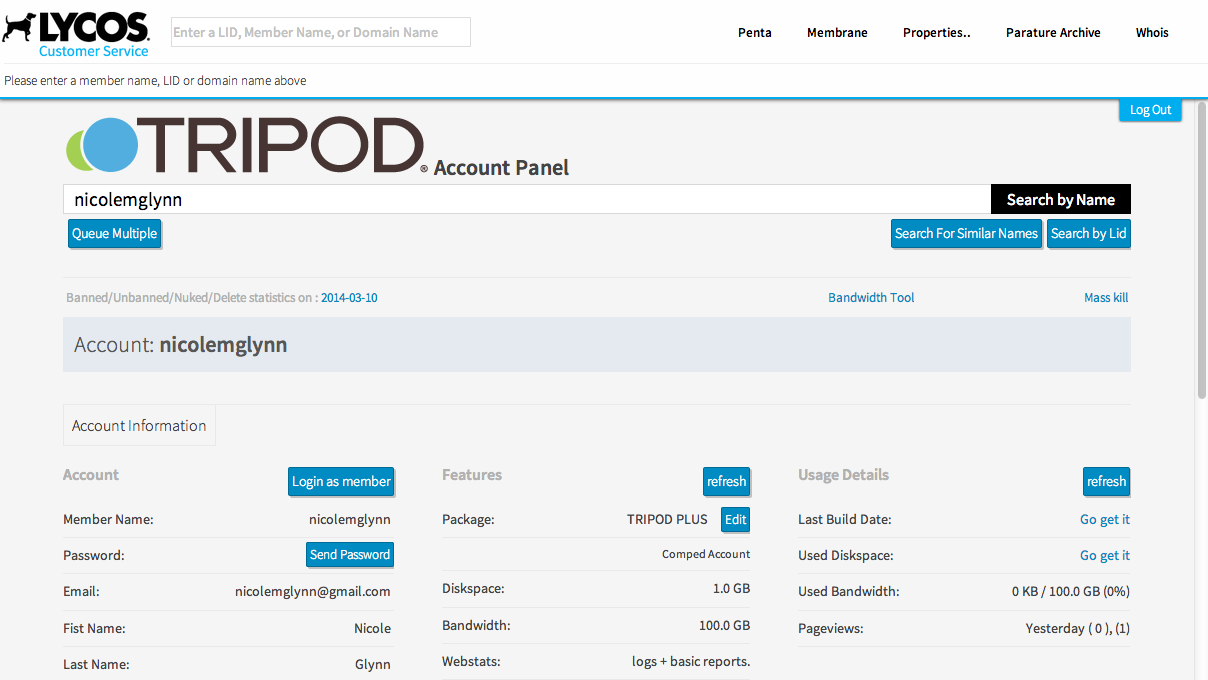 LYCOS.
Customer Service
Enter a LID, Member Name, or Domain Name
Penta Membrane Properties.. Parature Archive Whois
Please enter a member name, LID or domain name above
Log Out
TRIPOD® Account Panel
nicolemglynn Search by Name
Queue Multiple Search For Similar Names Search by Lid
Banned/Unbanned/Nuked/Delete statistics on : 2014-03-10 Bandwidth Tool Mass kill
Account: nicolemglynn
Account Information
Account Login as member
Member Name: nicolemglynn
Password: Send Password
Email: nicolemglynn@gmail.com
Fist Name: Nicole
Last Name: Glynn
Features refresh
Package: TRIPOD PLUS Edit
Comped Account
Diskspace: 1.0 GB
Bandwidth: 100.0 GB
Webstats: logs + basic reports.
Usage Details refresh
Last Build Date: Go get it
Used Diskspace: Go get it
Used Bandwidth: 0 KB / 100.0 GB (0%)
Pageviews: Yesterday ( 0 ), (1)